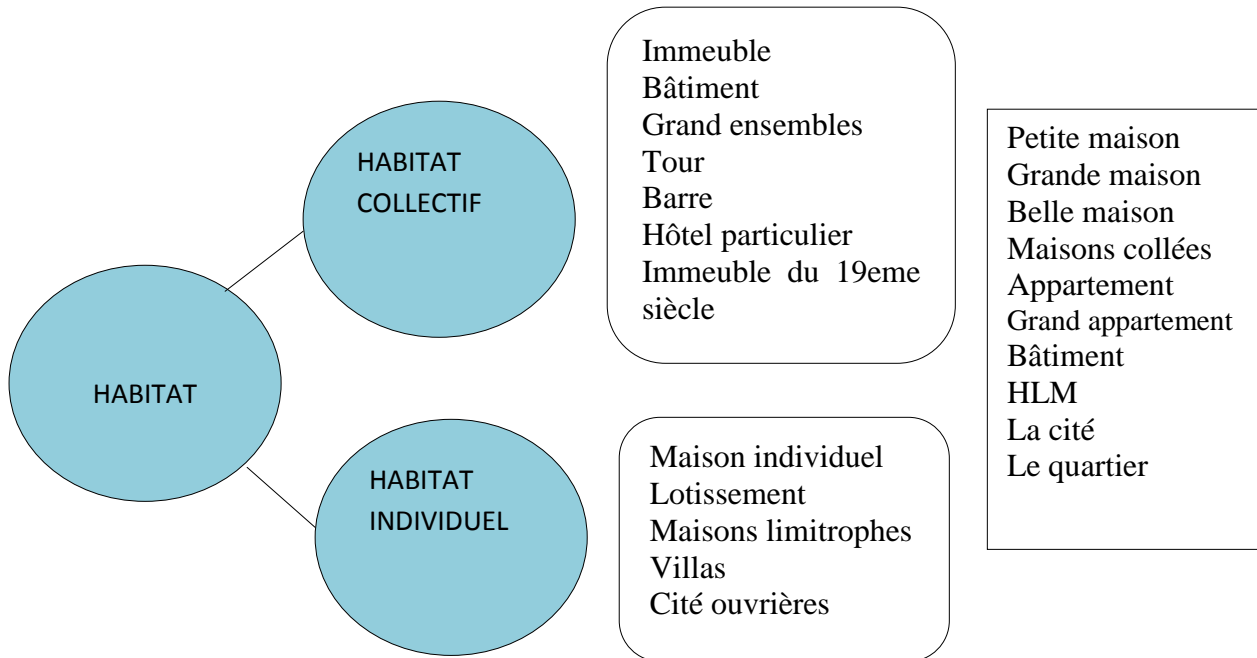 HABITAT
HABITAT
COLLECTIF
Immeuble
Bâtiment
Grand ensembles
Tour
Barre
Hôtel particulier
Immeuble du 19eme
siècle
HABITAT
INDIVIDUEL
Maison individuel
Lotissement
Maisons limitrophes
Villas
Cité ouvrières
Petite maison
Grande maison
Belle maison
Maisons collées
Appartement
Grand appartement
Bâtiment
HLM
La cité
Le quartier